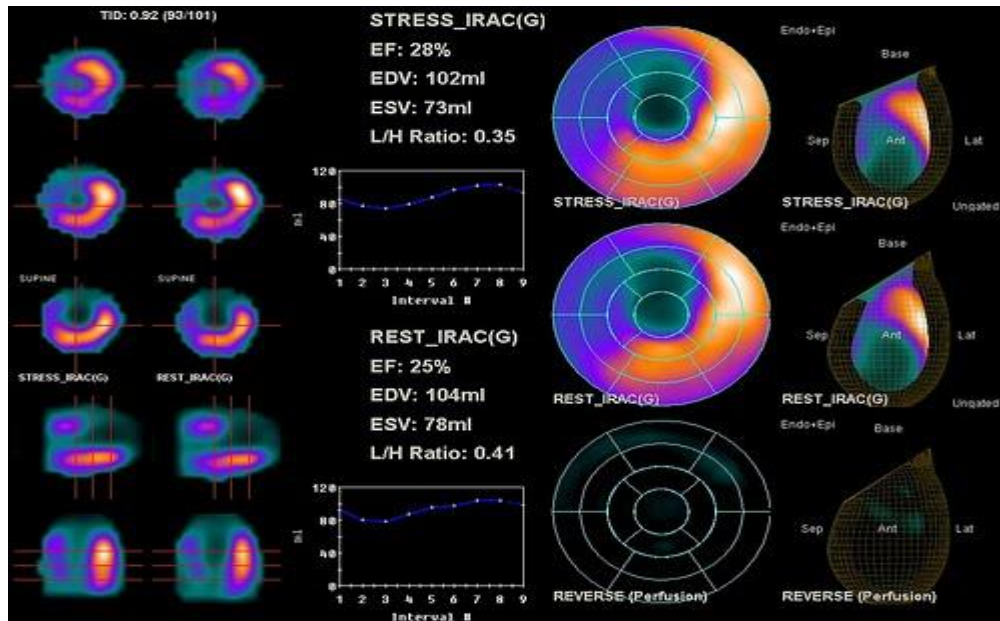 TID: 0.92 (93/101)
SUPINE
SUPINE
STRESS_IRAC(G)
REST_IRAC(G)
STRESS_IRAC(G)
EF: 28%
EDV: 102ml
ESV: 73ml
L/H Ratio: 0.35
120
80
40
0
ml
1 2 3 4 5 6 7 8 9
Interval #
REST_IRAC(G)
EF: 25%
EDV: 104ml
ESV: 78ml
L/H Ratio: 0.41
120
80
40
0
ml
1 2 3 4 5 6 7 8 9
Interval #
STRESS_IRAC(G)
REST_IRAC(G)
REVERSE (Perfusion)
Endo+Epi
Base
Sep
Ant
Lat
STRESS_IRAC(G)
Ungated
Endo+Epi
Base
Sep
Ant
Lat
REST_IRAC(G)
Ungated
Endo+Epi
Base
Sep
Ant
Lat
REVERSE (Perfusion)